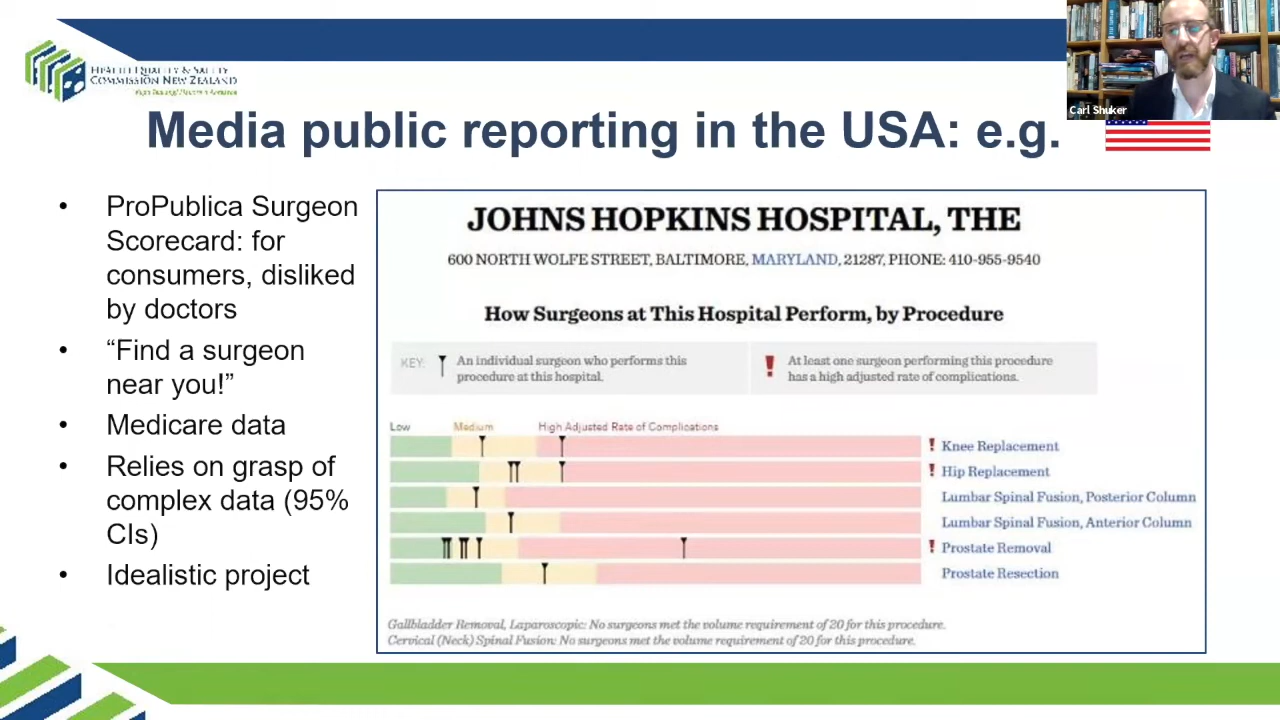 HEALTH QUALITY & SAFETY
COMMISSION NEW ZEALAND
Carl Shuker
Media public reporting in the USA: e.g.
• ProPublica Surgeon
Scorecard: for
consumers, disliked
by doctors
• “Find a surgeon
near you!”
• Medicare data
• Relies on grasp of
complex data (95%
CIs)
• Idealistic project
JOHNS HOPKINS HOSPITAL, THE
600 NORTH WOLFE STREET, BALTIMORE, MARYLAND, 21287, PHONE: 410-955-9540
How Surgeons at This Hospital Perform, by Procedure
KEY: An individual surgeon who performs this
procedure at this hospital.
At least one surgeon performing this procedure
has a high adjusted rate of complications.
Low Medium High Adjusted Rate of Complications
! Knee Replacement
! Hip Replacement
Lumbar Spinal Fusion, Posterior Column
Lumbar Spinal Fusion, Anterior Column
! Prostate Removal
Prostate Resection
Gallbladder Removal, Laparoscopic: No surgeons met the volume requirement of 20 for this procedure.
Cervical (Neck) Spinal Fusion: No surgeons met the volume requirement of 20 for this procedure.